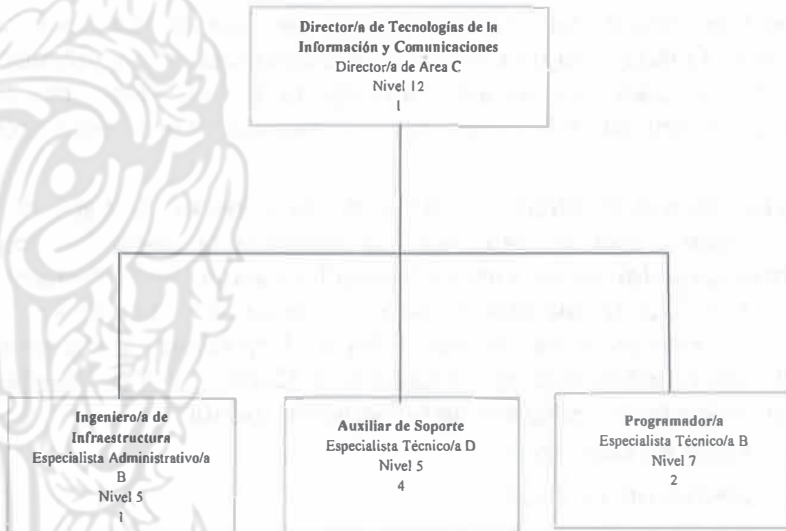 Director/a de Tecnologías de la
Información y Comunicaciones
Director/a de Area C
Nivel 12
1
Ingeniero/a de
Infraestructura
Especialista Administrativo/a
B
Nivel 5
1
Auxiliar de Soporte
Especialista Técnico/a D
Nivel 5
4
Programador/a
Especialista Técnico/a B
Nivel 7
2